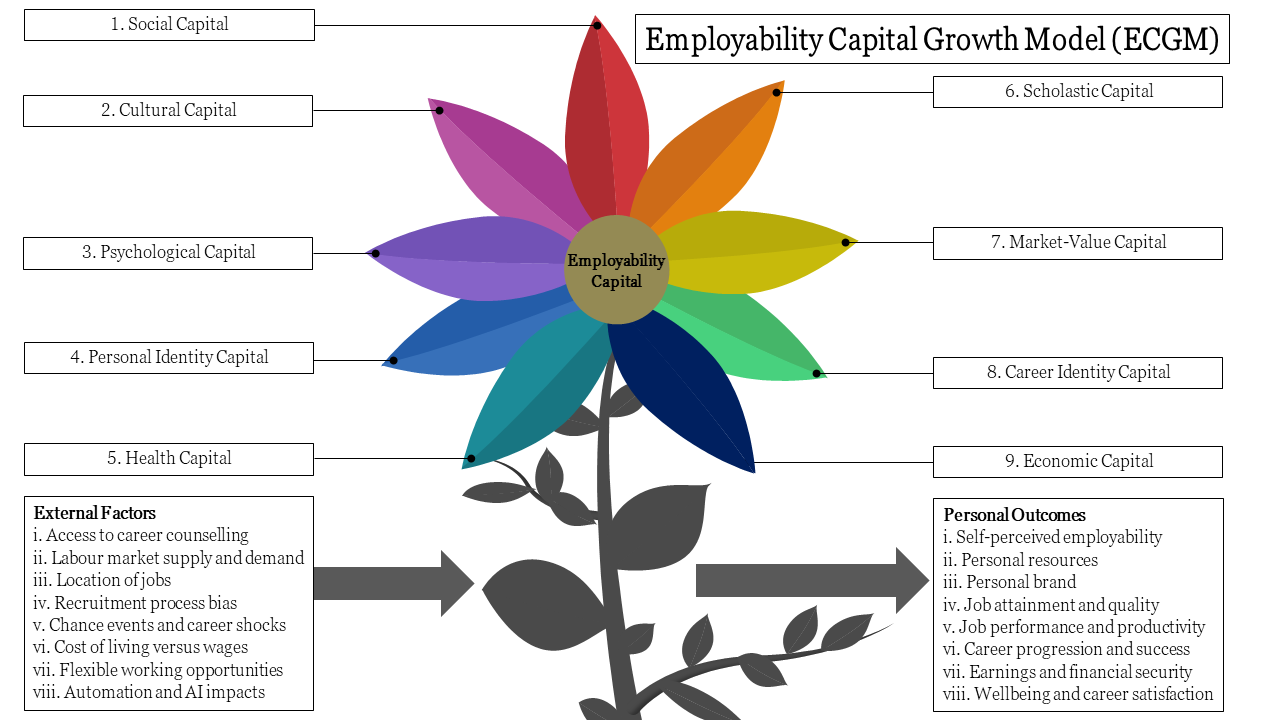 Employability Capital Growth Model (ECGM)
1. Social Capital
2. Cultural Capital
3. Psychological Capital
4. Personal Identity Capital
5. Health Capital
6. Scholastic Capital
7. Market-Value Capital
8. Career Identity Capital
9. Economic Capital
Employability
Capital
External Factors
i. Access to career counselling
ii. Labour market supply and demand
iii. Location of jobs
iv. Recruitment process bias
v. Chance events and career shocks
vi. Cost of living versus wages
vii. Flexible working opportunities
viii. Automation and AI impacts
Personal Outcomes
i. Self-perceived employability
ii. Personal resources
iii. Personal brand
iv. Job attainment and quality
v. Job performance and productivity
vi. Career progression and success
vii. Earnings and financial security
viii. Wellbeing and career satisfaction